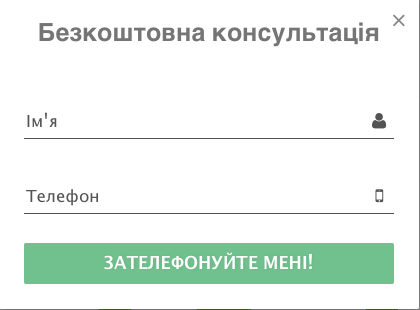 Безкоштовна консультація
Ім'я
Телефон
ЗАТЕЛЕФОНУЙТЕ МЕНІ!